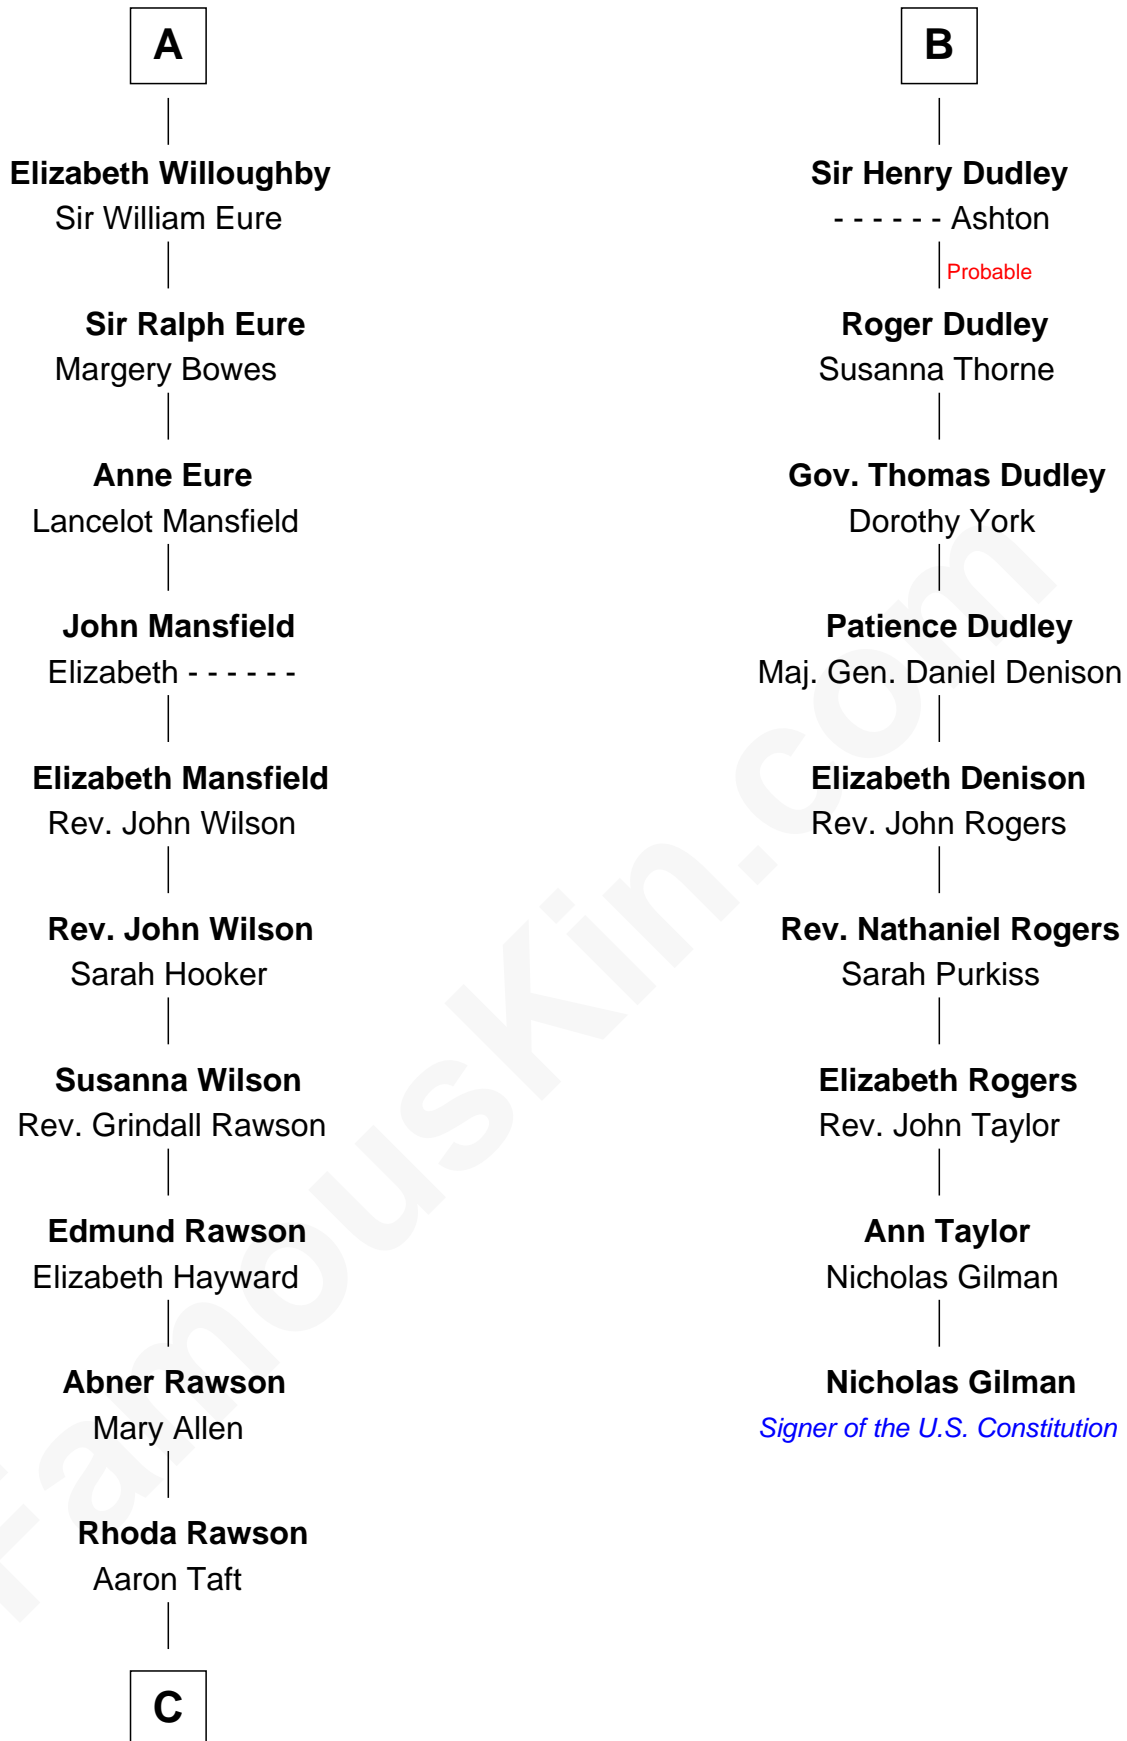 A
Elizabeth Willoughby
Sir William Eure
Sir Ralph Eure
Margery Bowes
Anne Eure
Lancelot Mansfield
John Mansfield
Elizabeth - - - - - -
Elizabeth Mansfield
Rev. John Wilson
Rev. John Wilson
Sarah Hooker
Susanna Wilson
Rev. Grindall Rawson
Edmund Rawson
Elizabeth Hayward
Abner Rawson
Mary Allen
Rhoda Rawson
Aaron Taft
C
B
Sir Henry Dudley
- - - - - - Ashton
Probable
Roger Dudley
Susanna Thorne
Gov. Thomas Dudley
Dorothy York
Patience Dudley
Maj. Gen. Daniel Denison
Elizabeth Denison
Rev. John Rogers
Rev. Nathaniel Rogers
Sarah Purkiss
Elizabeth Rogers
Rev. John Taylor
Ann Taylor
Nicholas Gilman
Nicholas Gilman
Signer of the U.S. Constitution
FamousKin.com